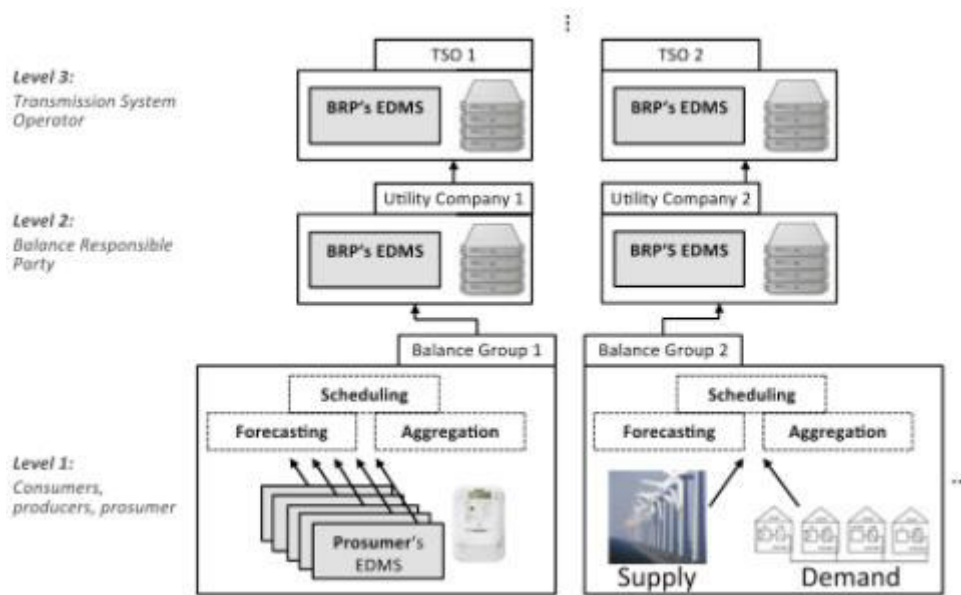 ⋮
TSO 1
TSO 2
Level 3:
Transmission System
Operator
BRP's EDMS
BRP's EDMS
Utility Company 1
Utility Company 2
Level 2:
Balance Responsible
Party
BRP's EDMS
BRP'S EDMS
Balance Group 1
Balance Group 2
Scheduling
Scheduling
Forecasting
Aggregation
Forecasting
Aggregation
Level 1:
Consumers,
producers, prosumer
Prosumer's
EDMS
Supply
Demand